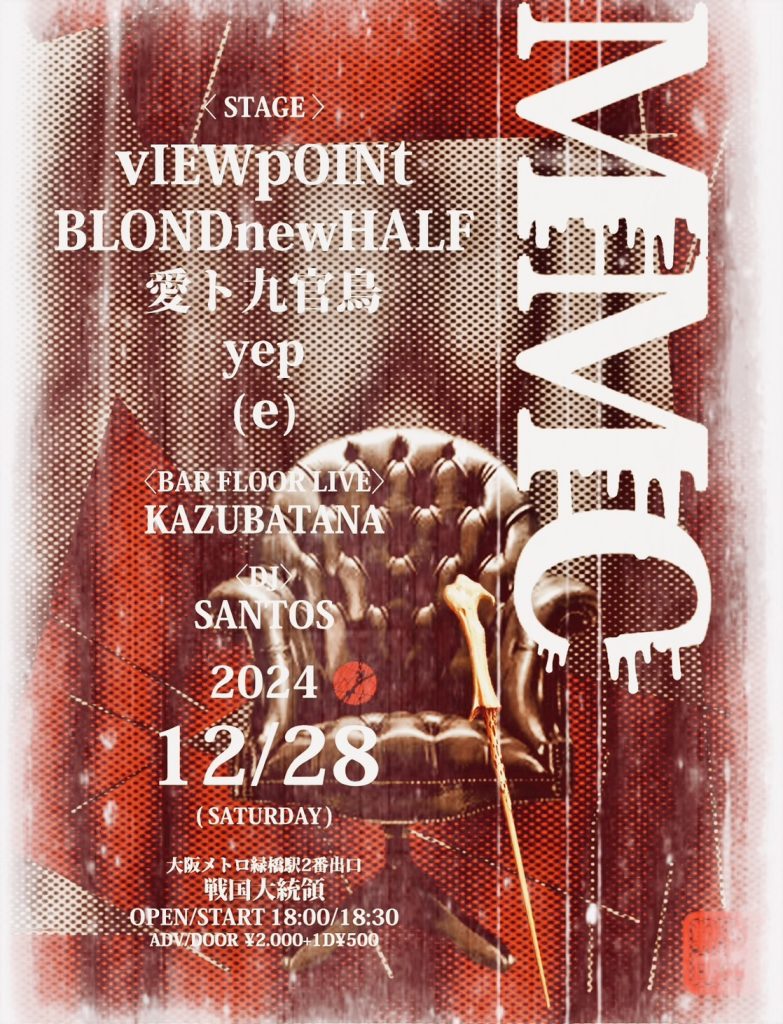 〈 STAGE 〉
vIEWpOINt
BLONDnewHALF
愛ト九官鳥
yep
(e)
〈BAR FLOOR LIVE〉
KAZUBATANA
〈DJ〉
SANTOS
2024
12/28
(SATURDAY)
大阪メトロ緑橋駅2番出口
戦国大統領
OPEN/START 18:00/18:30
ADV/DOOR ¥2.000+1D¥500
MEMEC